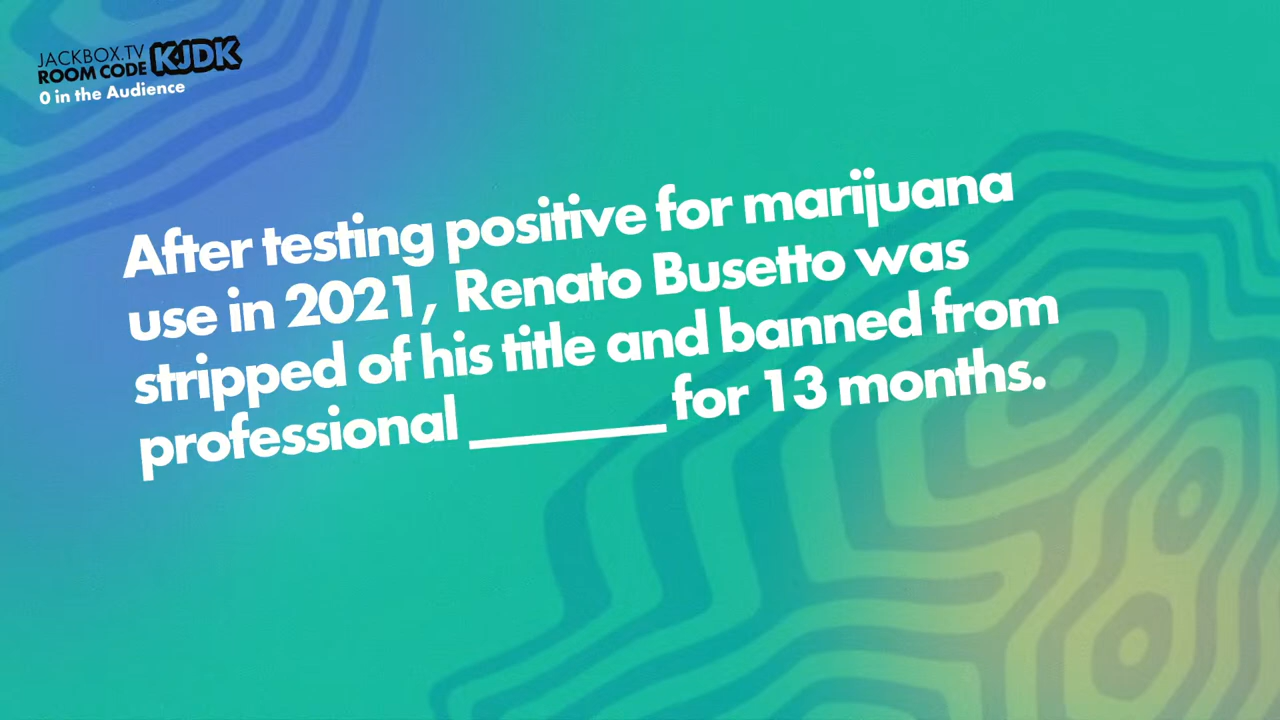 JACKBOX.TV
ROOM CODE KJDK
0 in the Audience
After testing positive for marijuana
use in 2021, Renato Busetto was
stripped of his title and banned from
professional ______ for 13 months.